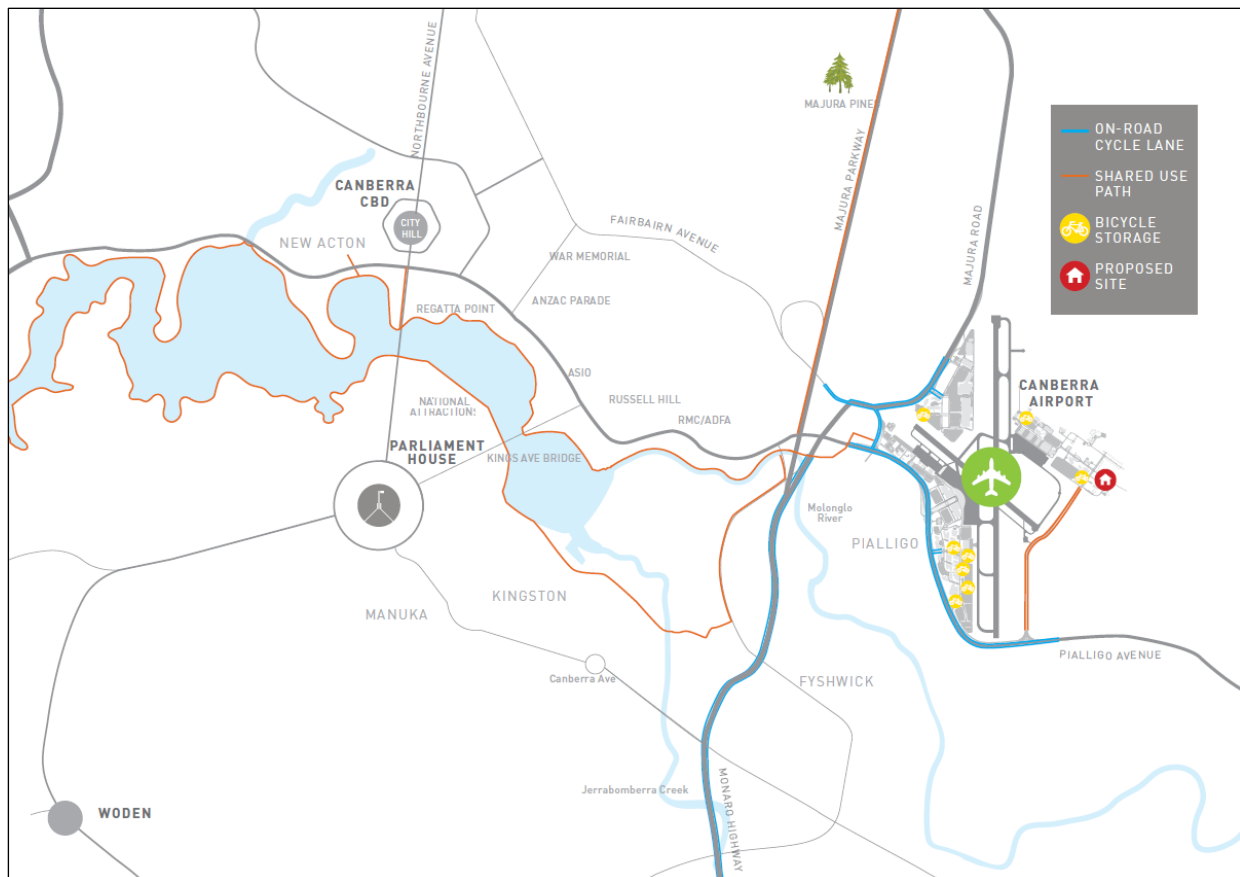 NORTHBOURNE AVENUE
MAJURA PINES
ON-ROAD
CYCLE LANE
SHARED USE
PATH
BICYCLE
STORAGE
PROPOSED
SITE
MAJURA PARKWAY
CANBERRA
CBD
CITY
HILL
NEW ACTON
FAIRBAIRN AVENUE
WAR MEMORIAL
MAJURA ROAD
REGATTA POINT
ANZAC PARADE
ASIO
CANBERRA
AIRPORT
NATIONAL
ATTRACTIONS
RUSSELL HILL
RMC/ADFA
PARLIAMENT
HOUSE
KINGS AVE BRIDGE
Molonglo
River
PIALLIGO
KINGSTON
MANUKA
PIALLIGO AVENUE
Canberra Ave
FYSHWICK
Jerrabomberra Creek
MONARO HIGHWAY
WODEN